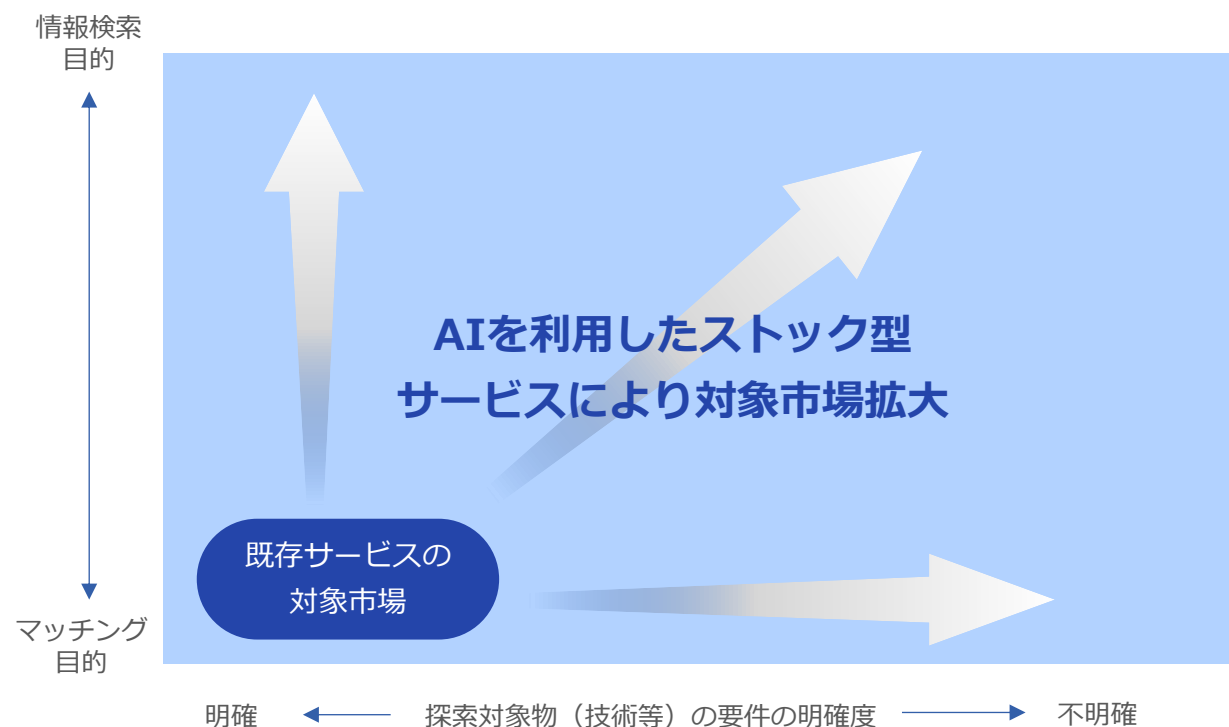 情報検索
目的
AIを利用したストック型
サービスにより対象市場拡大
既存サービスの
対象市場
マッチング
目的
明確
探索対象物（技術等）の要件の明確度
不明確